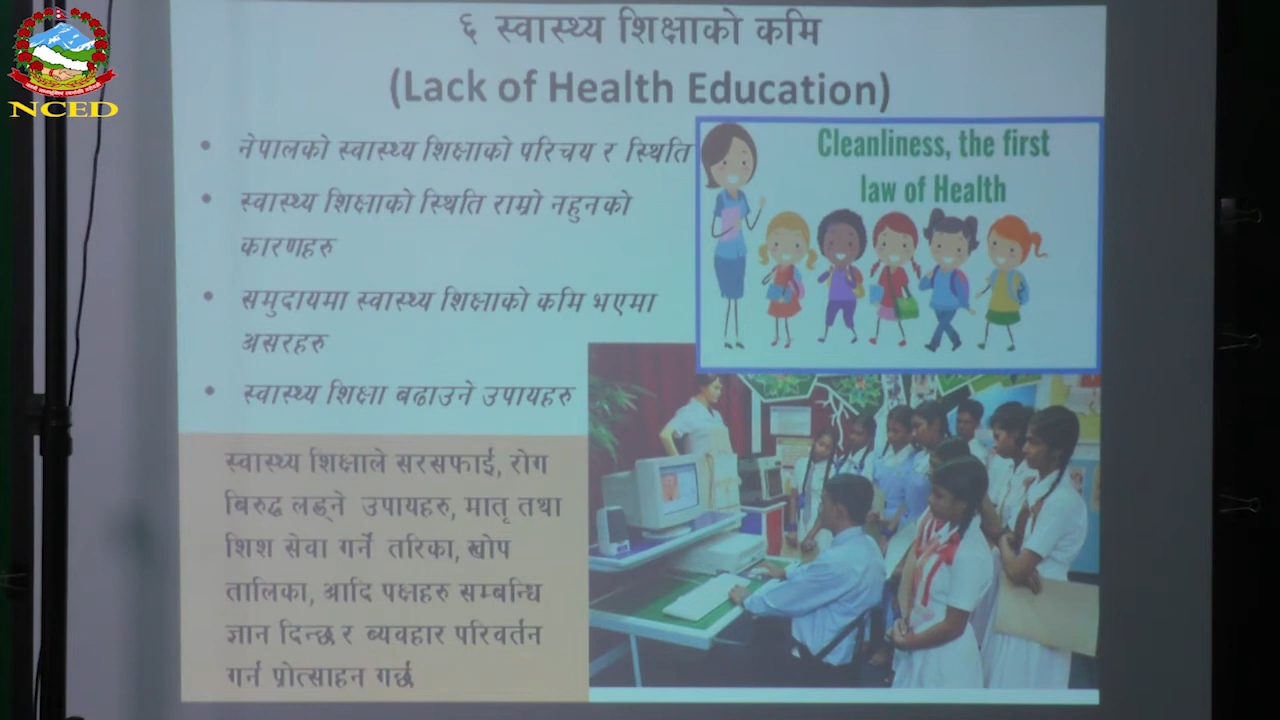 NCED
६ स्वास्थ्य शिक्षाको कमि
(Lack of Health Education)
• नेपालको स्वास्थ्य शिक्षाको परिचय र स्थिति
• स्वास्थ्य शिक्षाको स्थिति राम्रो नहुनको
कारणहरु
• समुदायमा स्वास्थ्य शिक्षाको कमि भएमा
असरहरु
• स्वास्थ्य शिक्षा बढाउने उपायहरु
Cleanliness, the first
law of Health
स्वास्थ्य शिक्षाले सरसफाई, रोग
बिरुद्ध लड्ने उपायहरु, मातृ तथा
शिश सेवा गर्ने तरिका, खोप
तालिका, आदि पक्षहरु सम्बन्धि
ज्ञान दिन्छ र ब्यवहार परिवर्तन
गर्न प्रोत्साहन गर्छ